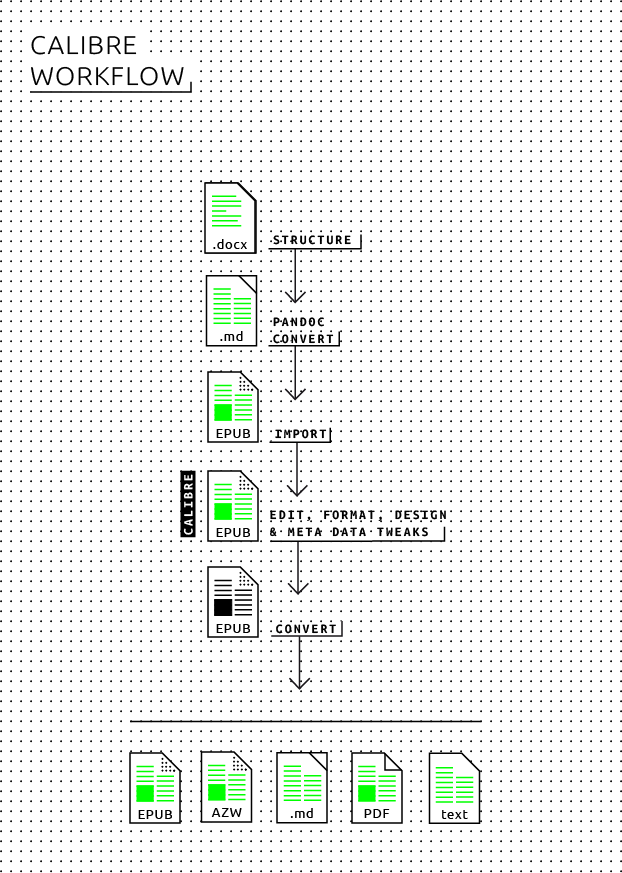 CALIBRE
WORKFLOW
.docx
STRUCTURE
.md
PANDOC
CONVERT
EPUB
IMPORT
CALIBRE
EPUB
EDIT, FORMAT, DESIGN
& META DATA TWEAKS
EPUB
CONVERT
EPUB
AZW
.md
PDF
text